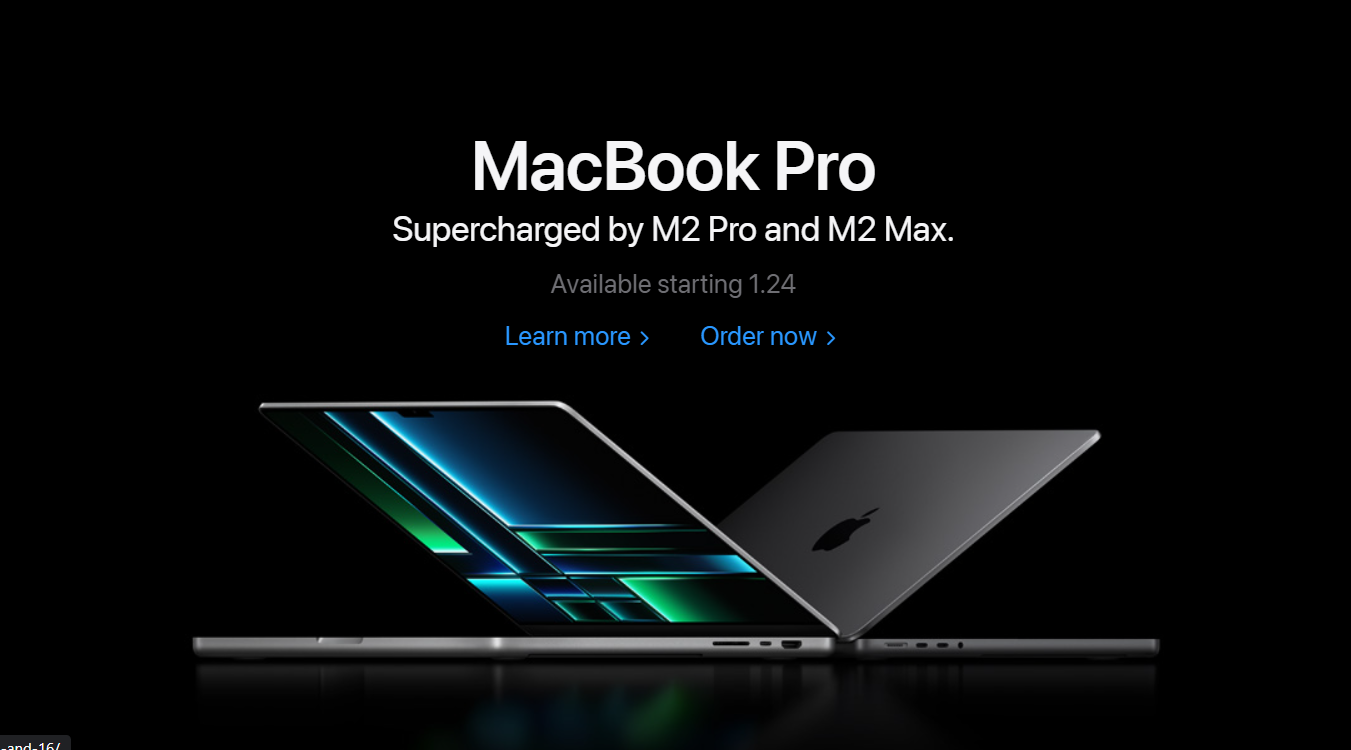 MacBook Pro
Supercharged by M2 Pro and M2 Max.
Available starting 1.24
Learn more >
Order now >
-and-16/